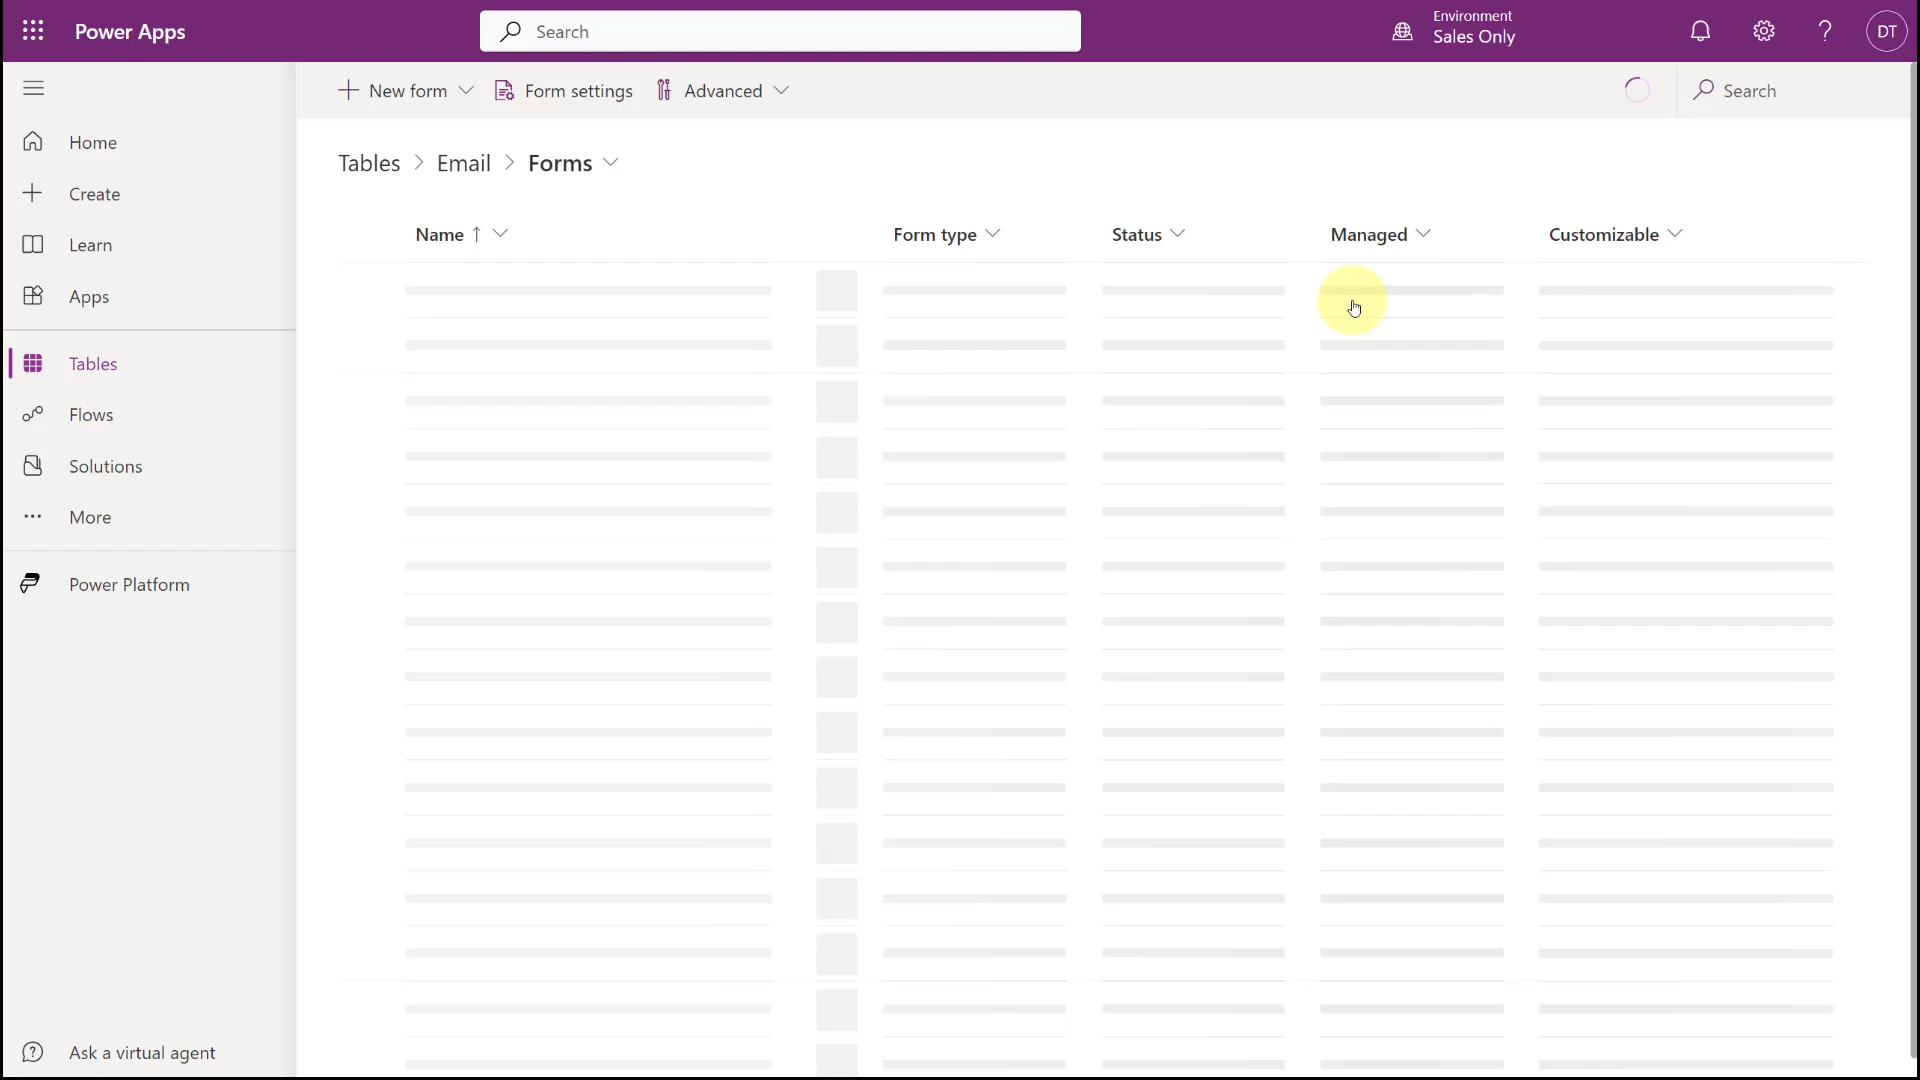 Power Apps
Search
Environment
Sales Only
DT
New form
Form settings
Advanced
Search
Home
Create
Learn
Apps
Tables
Flows
Solutions
More
Power Platform
Ask a virtual agent
Tables > Email > Forms
Name ↑
Form type
Status
Managed
Customizable